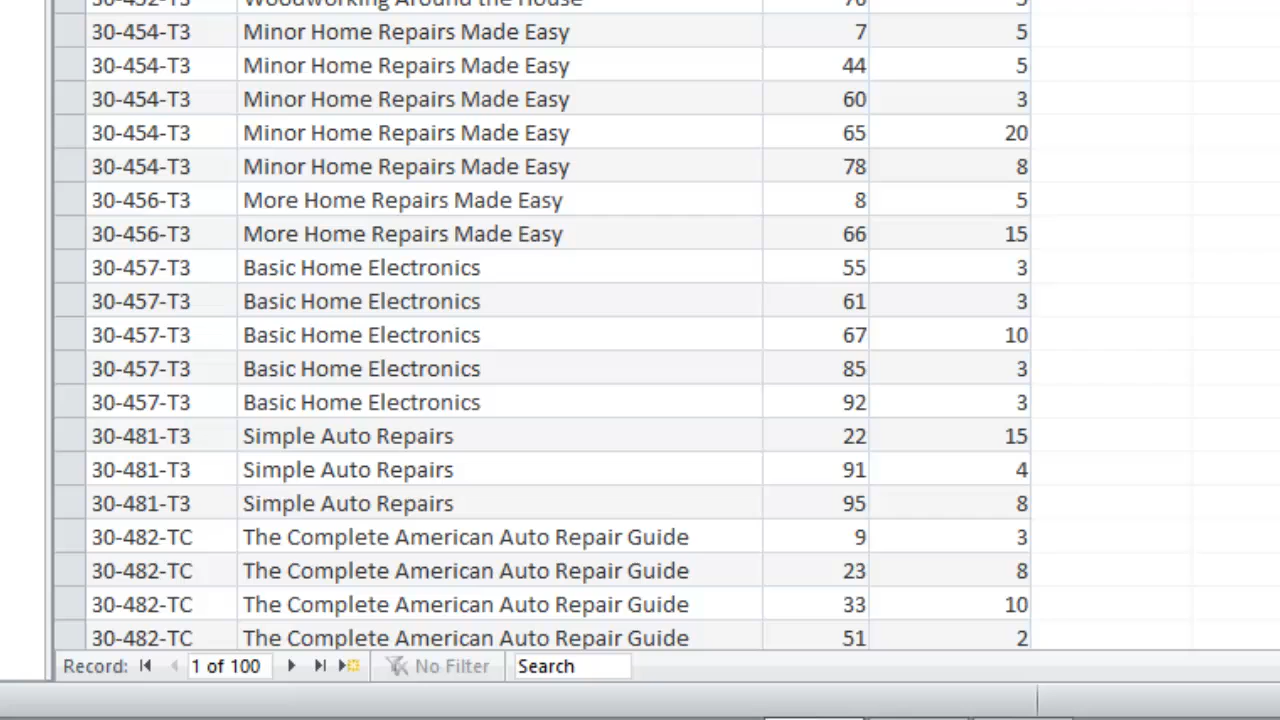 30-452-T3 Woodworking Around the House 70 5
30-454-T3 Minor Home Repairs Made Easy 7 5
30-454-T3 Minor Home Repairs Made Easy 44 5
30-454-T3 Minor Home Repairs Made Easy 60 3
30-454-T3 Minor Home Repairs Made Easy 65 20
30-454-T3 Minor Home Repairs Made Easy 78 8
30-456-T3 More Home Repairs Made Easy 8 5
30-456-T3 More Home Repairs Made Easy 66 15
30-457-T3 Basic Home Electronics 55 3
30-457-T3 Basic Home Electronics 61 3
30-457-T3 Basic Home Electronics 67 10
30-457-T3 Basic Home Electronics 85 3
30-457-T3 Basic Home Electronics 92 3
30-481-T3 Simple Auto Repairs 22 15
30-481-T3 Simple Auto Repairs 91 4
30-481-T3 Simple Auto Repairs 95 8
30-482-TC The Complete American Auto Repair Guide 9 3
30-482-TC The Complete American Auto Repair Guide 23 8
30-482-TC The Complete American Auto Repair Guide 33 10
30-482-TC The Complete American Auto Repair Guide 51 2
Record: 1 of 100 No Filter Search